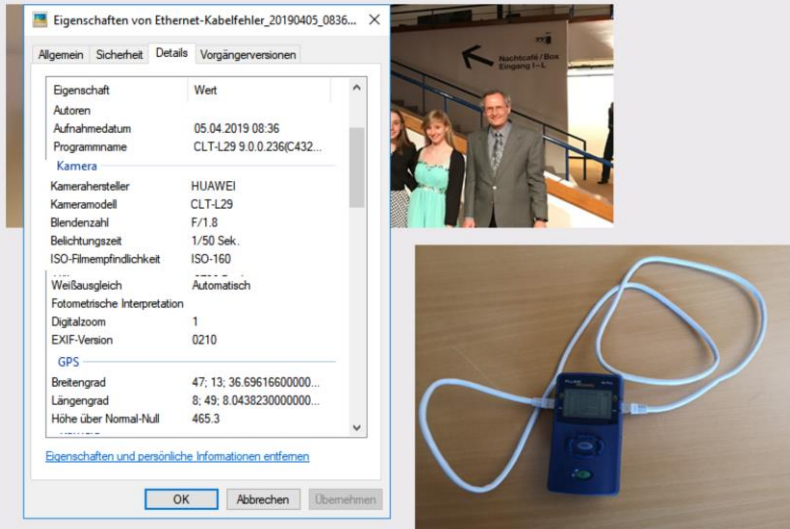 Eigenschaften von Ethernet-Kabelfehler_20190405_0836...
Allgemein Sicherheit Details Vorgängerversionen
Eigenschaft Wert
Autoren
Aufnahmedatum 05.04.2019 08:36
Programmname CLT-L29 9.0.0.236(C432...
Kamera
Kamerahersteller HUAWEI
Kameramodell CLT-L29
Blendenzahl F/1.8
Belichtungszeit 1/50 Sek.
ISO-Filmempfindlichkeit ISO-160
Weißausgleich Automatisch
Fotometrische Interpretation
Digitalzoom 1
EXIF-Version 0210
GPS
Breitengrad 47; 13; 36.69616600000...
Längengrad 8; 49; 8.0438230000000...
Höhe über Normal-Null 465.3
Eigenschaften und persönliche Informationen entfernen
OK Abbrechen Übernehmen
Nachtcafé / Box
Eingang I–L
FLUKE